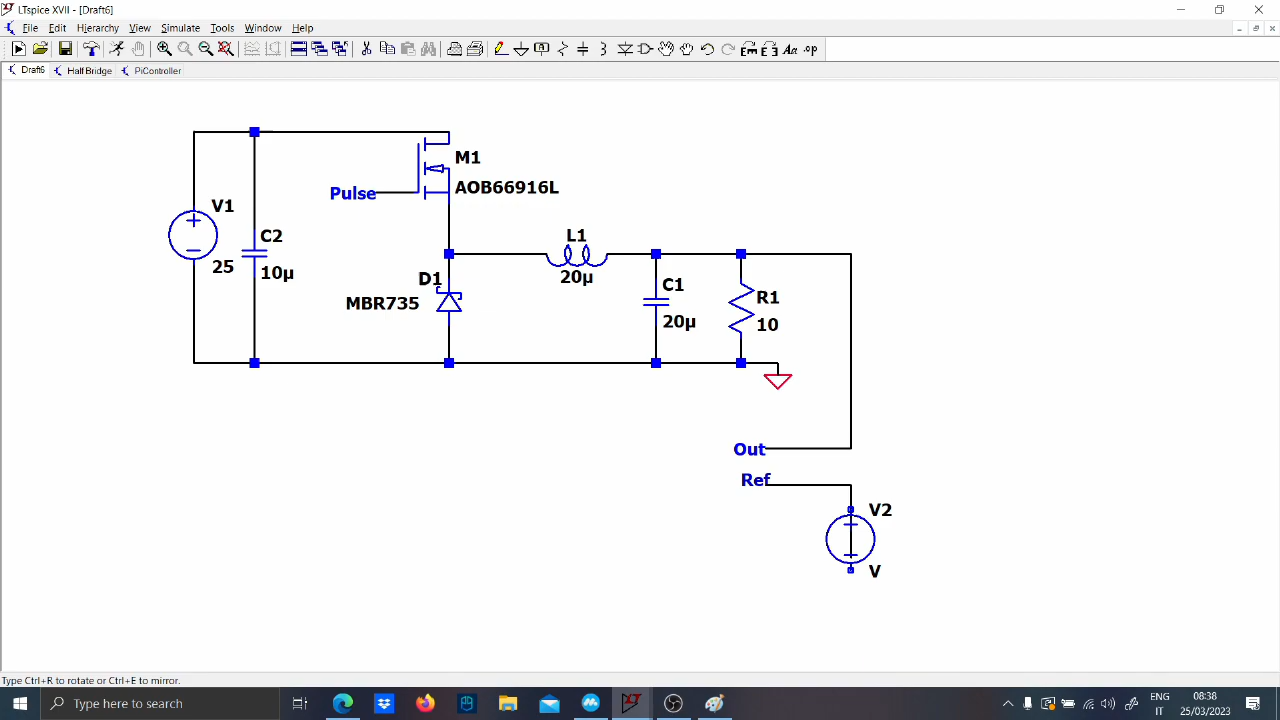 LTspice XVII - [Draft6]
File Edit Hierarchy View Simulate Tools Window Help
Draft6 Half Bridge PiController
M1
AOB66916L
Pulse
V1
25
C2
10µ
L1
20µ
D1
MBR735
C1
20µ
R1
10
Out
Ref
V2
V
Type Ctrl+R to rotate or Ctrl+E to mirror.
Type here to search
ENG
IT
08:38
25/03/2023